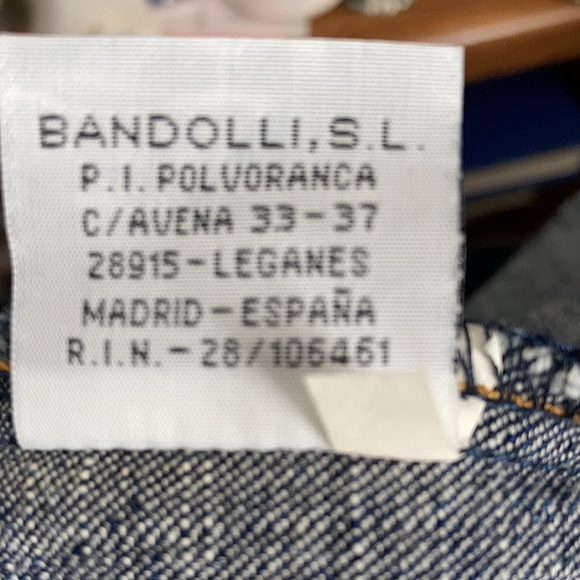 BANDOLLI, S.L.
P.I. POLVORANCA
C/AVENA 33-37
28915-LEGANES
MADRID-ESPAÑA
R.I.N.-28/106461